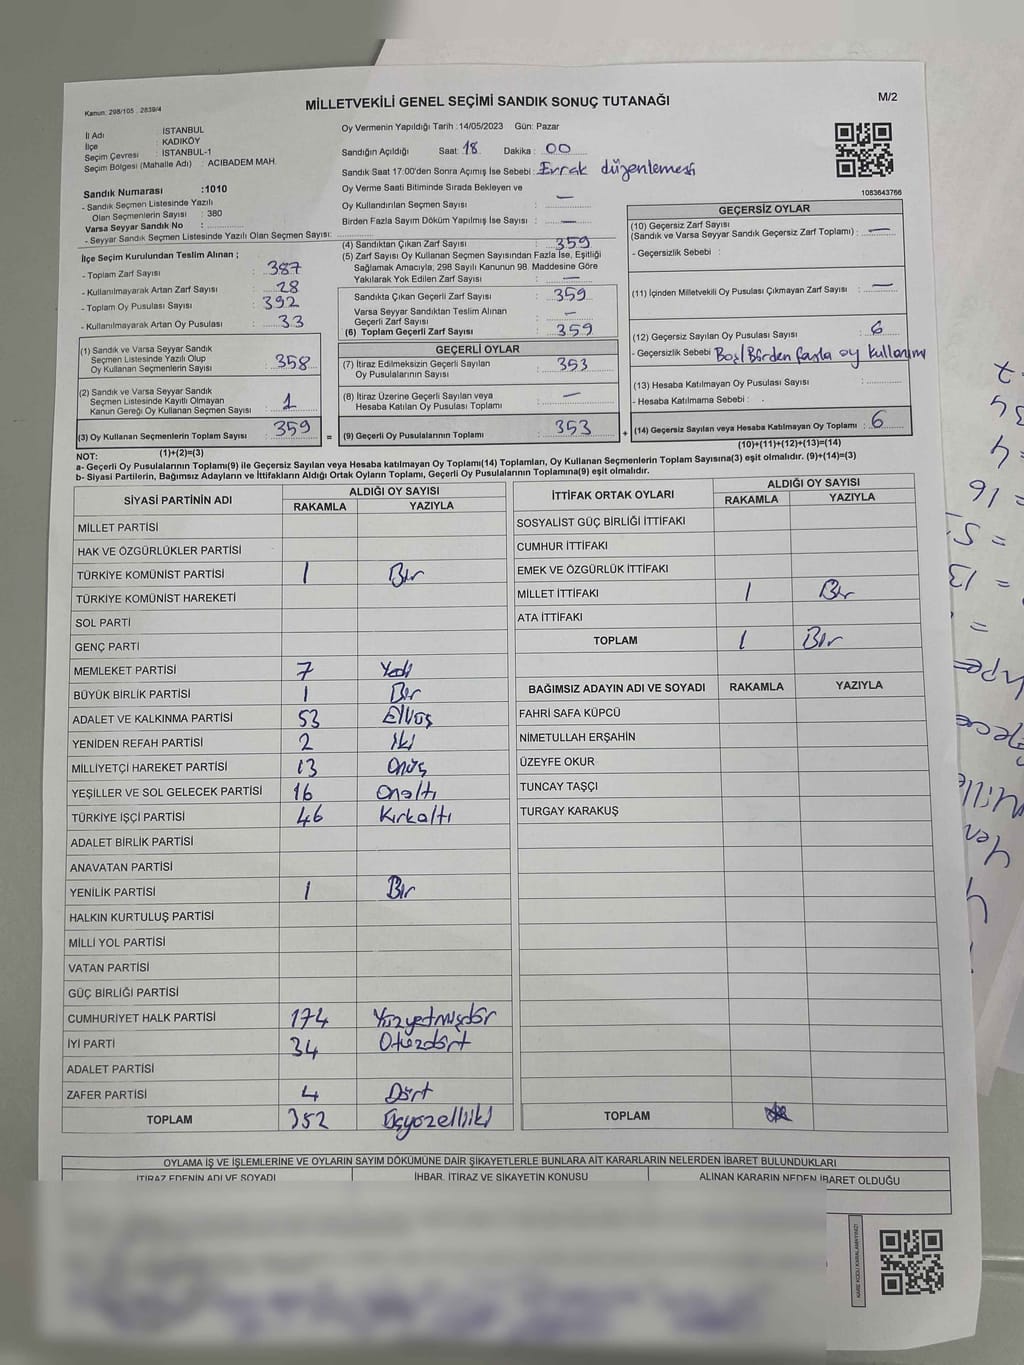 Kanun: 298/105 : 2839/4
MİLLETVEKİLİ GENEL SEÇİMİ SANDIK SONUÇ TUTANAĞI
M/2
İl Adı : İSTANBUL
İlçe : KADIKÖY
Seçim Çevresi : İSTANBUL-1
Seçim Bölgesi (Mahalle Adı) : ACIBADEM MAH.
Sandık Numarası :1010
- Sandık Seçmen Listesinde Yazılı
Olan Seçmenlerin Sayısı : 380
Varsa Seyyar Sandık No :
- Seyyar Sandık Seçmen Listesinde Yazılı Olan Seçmen Sayısı:
Oy Vermenin Yapıldığı Tarih :14/05/2023 Gün: Pazar
Sandığın Açıldığı Saat: 18 Dakika : 00
Sandık Saat 17:00'den Sonra Açımış İse Sebebi : Evrak düzenlemesi
Oy Verme Saati Bitiminde Sırada Bekleyen ve
Oy Kullandırılan Seçmen Sayısı : —
Birden Fazla Sayım Döküm Yapılmış İse Sayısı : —
1083643766
İlçe Seçim Kurulundan Teslim Alınan ;
- Toplam Zarf Sayısı : 387
- Kullanılmayarak Artan Zarf Sayısı : 28
- Toplam Oy Pusulası Sayısı : 392
- Kullanılmayarak Artan Oy Pusulası : 33
(1) Sandık ve Varsa Seyyar Sandık
Seçmen Listesinde Yazılı Olup
Oy Kullanan Seçmenlerin Sayısı : 358
(2) Sandık ve Varsa Seyyar Sandık
Seçmen Listesinde Kayıtlı Olmayan
Kanun Gereği Oy Kullanan Seçmen Sayısı : 1
(3) Oy Kullanan Seçmenlerin Toplam Sayısı : 359
(1)+(2)=(3)
(4) Sandıktan Çıkan Zarf Sayısı : 359
(5) Zarf Sayısı Oy Kullanan Seçmen Sayısından Fazla İse, Eşitliği
Sağlamak Amacıyla, 298 Sayılı Kanunun 98. Maddesine Göre
Yakılarak Yok Edilen Zarf Sayısı : —
Sandıkta Çıkan Geçerli Zarf Sayısı : 359
Varsa Seyyar Sandıktan Teslim Alınan
Geçerli Zarf Sayısı : —
(6) Toplam Geçerli Zarf Sayısı : 359
GEÇERLİ OYLAR
(7) İtiraz Edilmeksizin Geçerli Sayılan
Oy Pusulalarının Sayısı : 353
(8) İtiraz Üzerine Geçerli Sayılan veya
Hesaba Katılan Oy Pusulası Toplamı : —
= (9) Geçerli Oy Pusulalarının Toplamı : 353 +
GEÇERSİZ OYLAR
(10) Geçersiz Zarf Sayısı
(Sandık ve Varsa Seyyar Sandık Geçersiz Zarf Toplamı) : —
- Geçersizlik Sebebi :
(11) İçinden Milletvekili Oy Pusulası Çıkmayan Zarf Sayısı : —
(12) Geçersiz Sayılan Oy Pusulası Sayısı : 6
- Geçersizlik Sebebi : Boş/Birden fazla oy kullanımı
(13) Hesaba Katılmayan Oy Pusulası Sayısı :
- Hesaba Katılmama Sebebi :
(14) Geçersiz Sayılan veya Hesaba Katılmayan Oy Toplamı : 6
(10)+(11)+(12)+(13)=(14)
NOT:
a- Geçerli Oy Pusulalarının Toplamı(9) ile Geçersiz Sayılan veya Hesaba katılmayan Oy Toplamı(14) Toplamları, Oy Kullanan Seçmenlerin Toplam Sayısına(3) eşit olmalıdır. (9)+(14)=(3)
b- Siyasi Partilerin, Bağımsız Adayların ve İttifakların Aldığı Ortak Oyların Toplamı, Geçerli Oy Pusulalarının Toplamına(9) eşit olmalıdır.
SİYASİ PARTİNİN ADI ALDIĞI OY SAYISI
RAKAMLA YAZIYLA
MİLLET PARTİSİ
HAK VE ÖZGÜRLÜKLER PARTİSİ
TÜRKİYE KOMÜNİST PARTİSİ 1 Bir
TÜRKİYE KOMÜNİST HAREKETİ
SOL PARTİ
GENÇ PARTİ
MEMLEKET PARTİSİ 7 Yedi
BÜYÜK BİRLİK PARTİSİ 1 Bir
ADALET VE KALKINMA PARTİSİ 53 Elliüç
YENİDEN REFAH PARTİSİ 2 İki
MİLLİYETÇİ HAREKET PARTİSİ 13 Onüç
YEŞİLLER VE SOL GELECEK PARTİSİ 16 Onaltı
TÜRKİYE İŞÇİ PARTİSİ 46 Kırkaltı
ADALET BİRLİK PARTİSİ
ANAVATAN PARTİSİ
YENİLİK PARTİSİ 1 Bir
HALKIN KURTULUŞ PARTİSİ
MİLLİ YOL PARTİSİ
VATAN PARTİSİ
GÜÇ BİRLİĞİ PARTİSİ
CUMHURİYET HALK PARTİSİ 174 Yüzyetmişdör
İYİ PARTİ 34 Otuzdört
ADALET PARTİSİ
ZAFER PARTİSİ 4 Dört
TOPLAM 352 Üçyüzelliiki
İTTİFAK ORTAK OYLARI ALDIĞI OY SAYISI
RAKAMLA YAZIYLA
SOSYALİST GÜÇ BİRLİĞİ İTTİFAKI
CUMHUR İTTİFAKI
EMEK VE ÖZGÜRLÜK İTTİFAKI
MİLLET İTTİFAKI 1 Bir
ATA İTTİFAKI
TOPLAM 1 Bir
BAĞIMSIZ ADAYIN ADI VE SOYADI RAKAMLA YAZIYLA
FAHRİ SAFA KÜPCÜ
NİMETULLAH ERŞAHİN
ÜZEYFE OKUR
TUNCAY TAŞÇI
TURGAY KARAKUŞ
TOPLAM
OYLAMA İŞ VE İŞLEMLERİNE VE OYLARIN SAYIM DÖKÜMÜNE DAİR ŞİKAYETLERLE BUNLARA AİT KARARLARIN NELERDEN İBARET BULUNDUKLARI
İTİRAZ EDENİN ADI VE SOYADI İHBAR, İTİRAZ VE ŞİKAYETİN KONUSU ALINAN KARARIN NEDEN İBARET OLDUĞU
KARE KODU KARALAMAYINIZ!